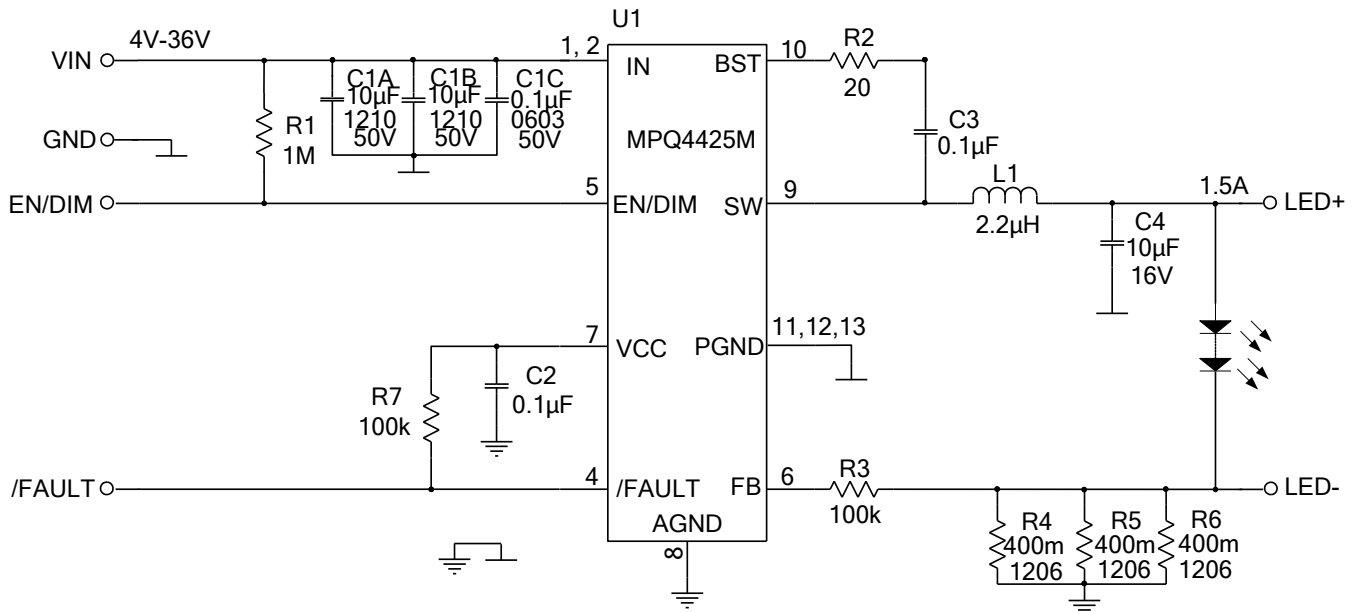 U1
4V-36V
VIN
1, 2
IN
BST
10
R2
20
C1A
10µF
1210
50V
C1B
10µF
1210
50V
C1C
0.1µF
0603
50V
R1
1M
GND
MPQ4425M
C3
0.1µF
EN/DIM
5
EN/DIM
SW
9
L1
2.2µH
1.5A
LED+
C4
10µF
16V
7
VCC
PGND
11,12,13
C2
0.1µF
R7
100k
/FAULT
4
/FAULT
FB
6
R3
100k
LED-
AGND
8
R4
400m
1206
R5
400m
1206
R6
400m
1206